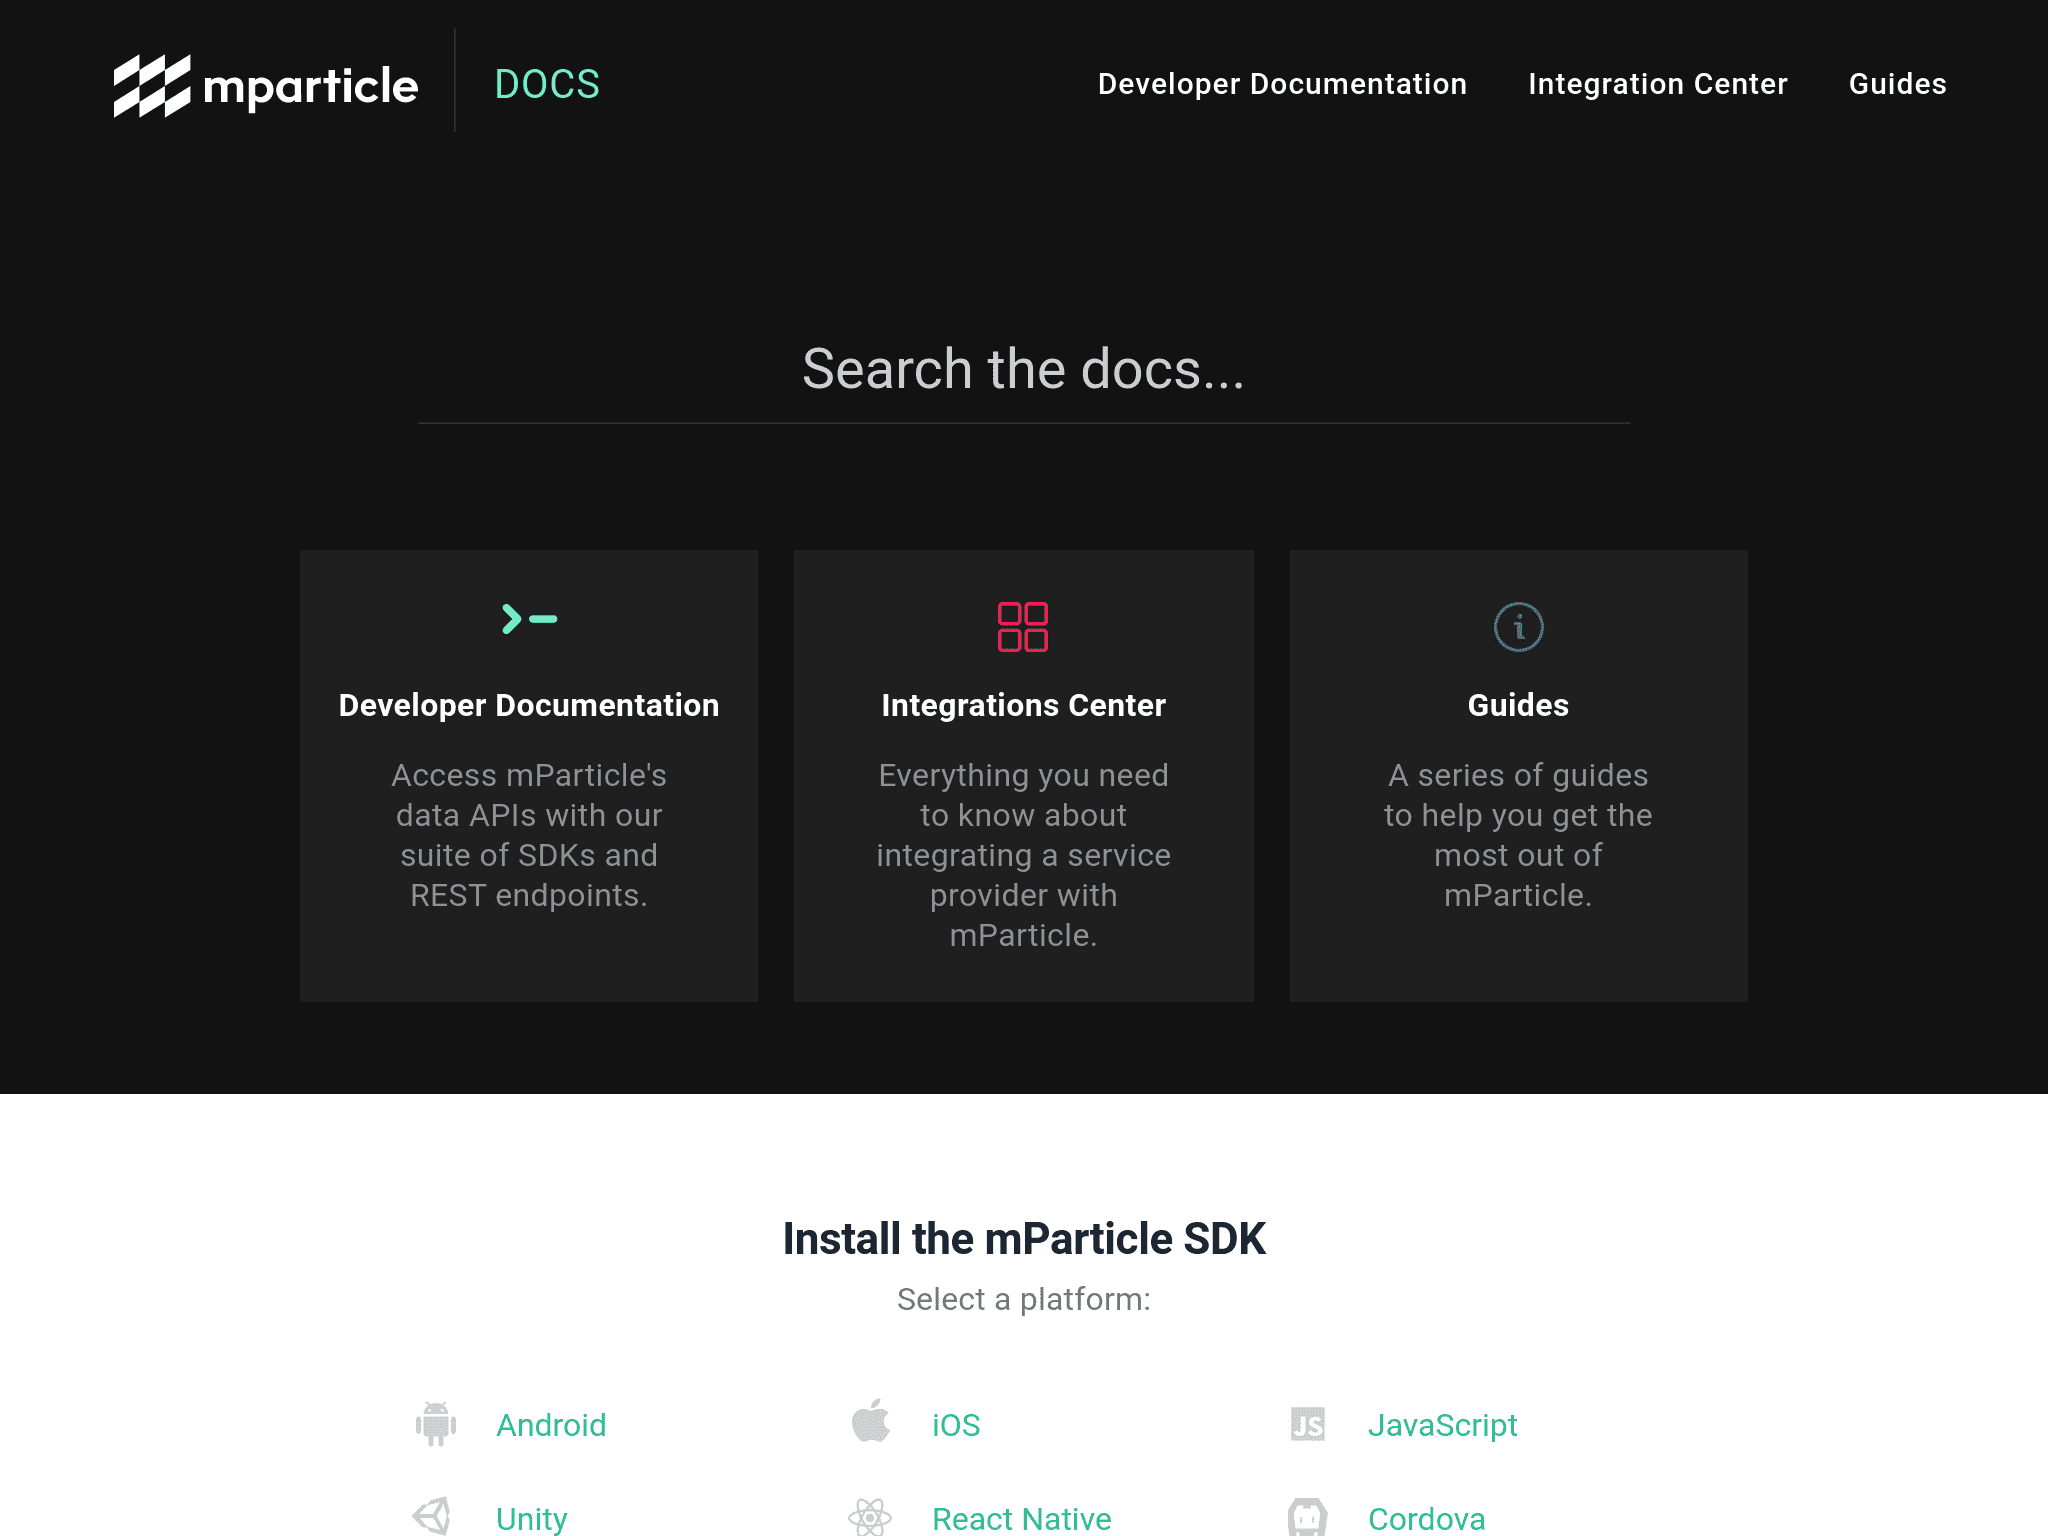 mparticle
DOCS
Developer Documentation
Integration Center
Guides
Search the docs...
Developer Documentation
Access mParticle's
data APIs with our
suite of SDKs and
REST endpoints.
Integrations Center
Everything you need
to know about
integrating a service
provider with
mParticle.
Guides
A series of guides
to help you get the
most out of
mParticle.
Install the mParticle SDK
Select a platform:
Android
iOS
JS
JavaScript
Unity
React Native
Cordova